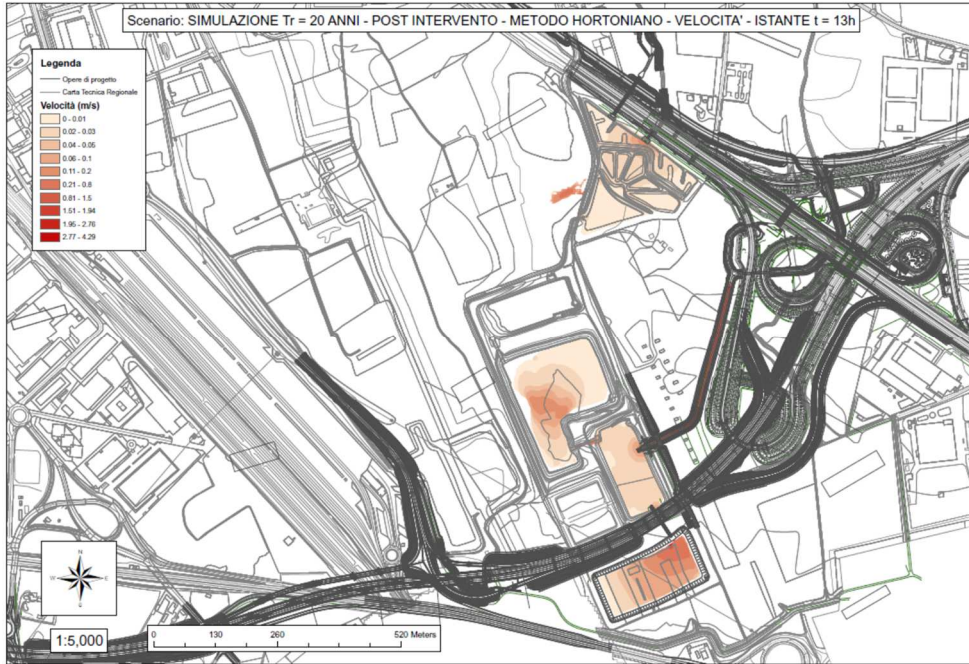 Scenario: SIMULAZIONE Tr = 20 ANNI - POST INTERVENTO - METODO HORTONIANO - VELOCITA' - ISTANTE t = 13h
Legenda
Opere di progetto
Carta Tecnica Regionale
Velocità (m/s)
0 - 0.01
0.02 - 0.03
0.04 - 0.05
0.06 - 0.1
0.11 - 0.2
0.21 - 0.8
0.81 - 1.5
1.51 - 1.94
1.95 - 2.76
2.77 - 4.29
N
W E
S
1:5,000
0 130 260 520 Meters